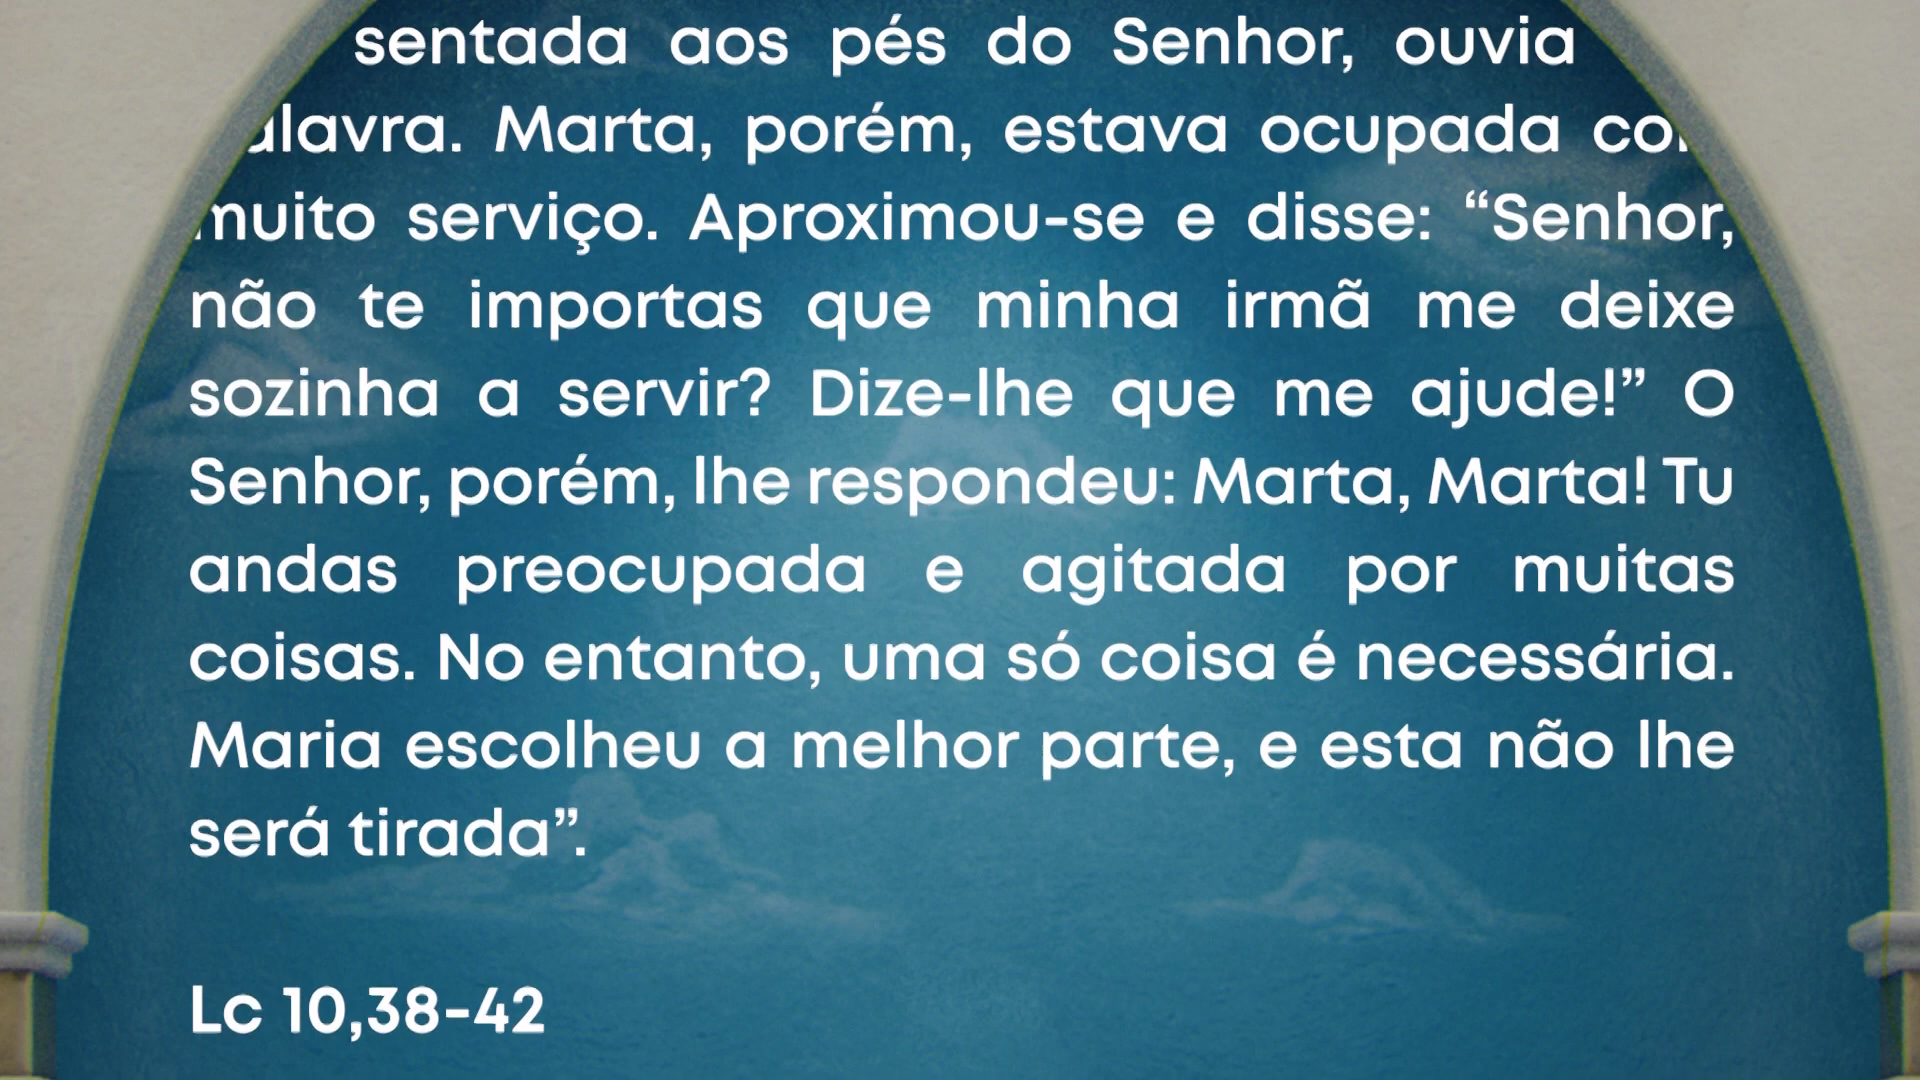 sentada aos pés do Senhor, ouvia
Marta, porém, estava ocupada
muito serviço. Aproximou-se e disse: “Senhor,
não te importas que minha irmã me deixe
sozinha a servir? Dize-lhe que me ajude!” O
Senhor, porém, lhe respondeu: Marta, Marta! Tu
andas preocupada e agitada por muitas
coisas. No entanto, uma só coisa é necessária.
Maria escolheu a melhor parte, e esta não lhe
será tirada”.
Lc 10,38-42